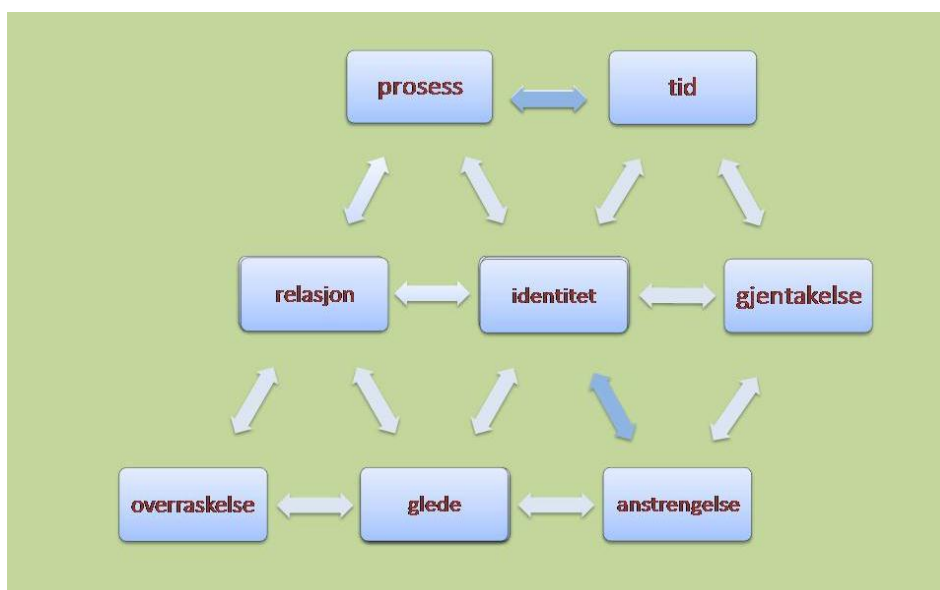 prosess
tid
relasjon
identitet
gjentakelse
overraskelse
glede
anstrengelse